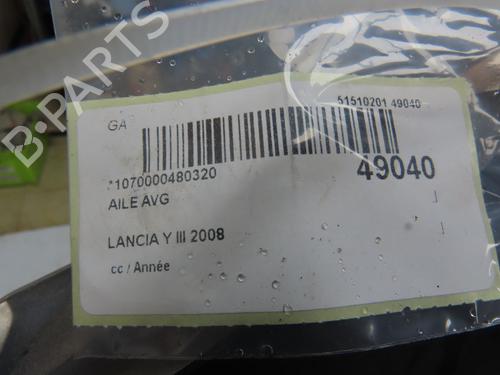 B-PARTS
GA
51510201 49040
*1070000480320
49040
AILE AVG
LANCIA Y III 2008
cc / Année